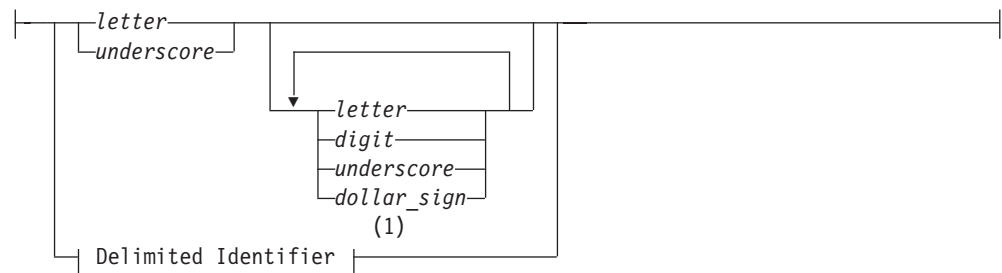 letter
underscore
letter
digit
underscore
dollar_sign
(1)
Delimited Identifier